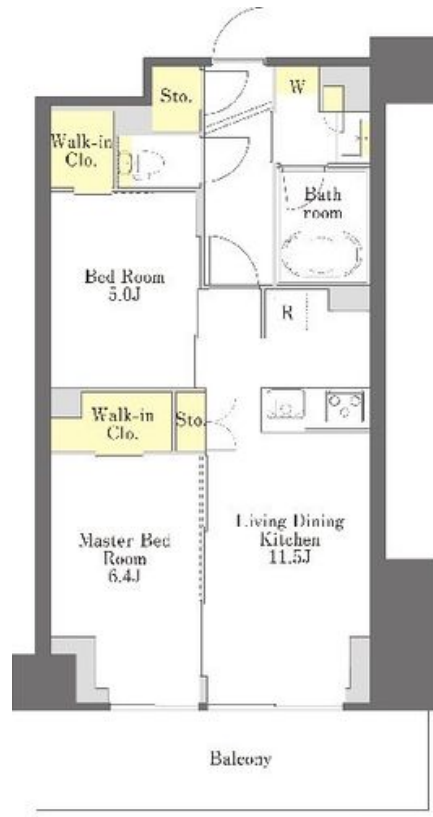 Sto.
W
Walk-in
Clo.
Bath
room
Bed Room
5.0J
R
Walk-in
Clo.
Sto.
Living Dining
Kitchen
11.5J
Master Bed
Room
6.4J
Balcony